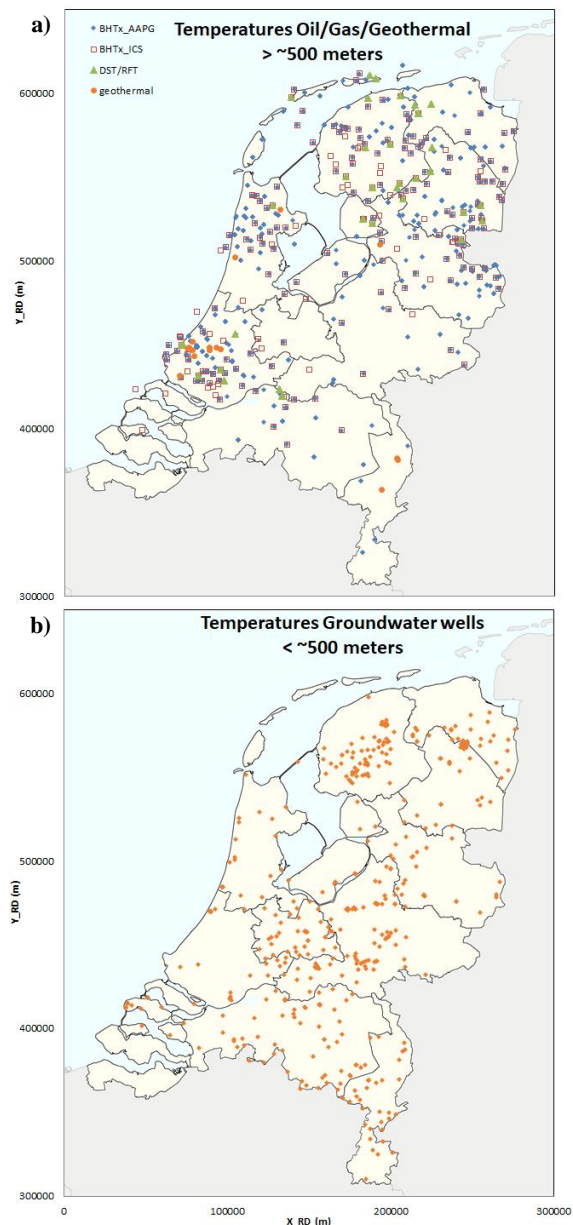 a)
BHTx_AAPG
BHTx_ICS
DST/RFT
geothermal
Temperatures Oil/Gas/Geothermal
> ~500 meters
600000
500000
400000
300000
Y_RD (m)
b)
Temperatures Groundwater wells
< ~500 meters
600000
500000
400000
300000
Y_RD (m)
0
100000
200000
300000
X_RD (m)